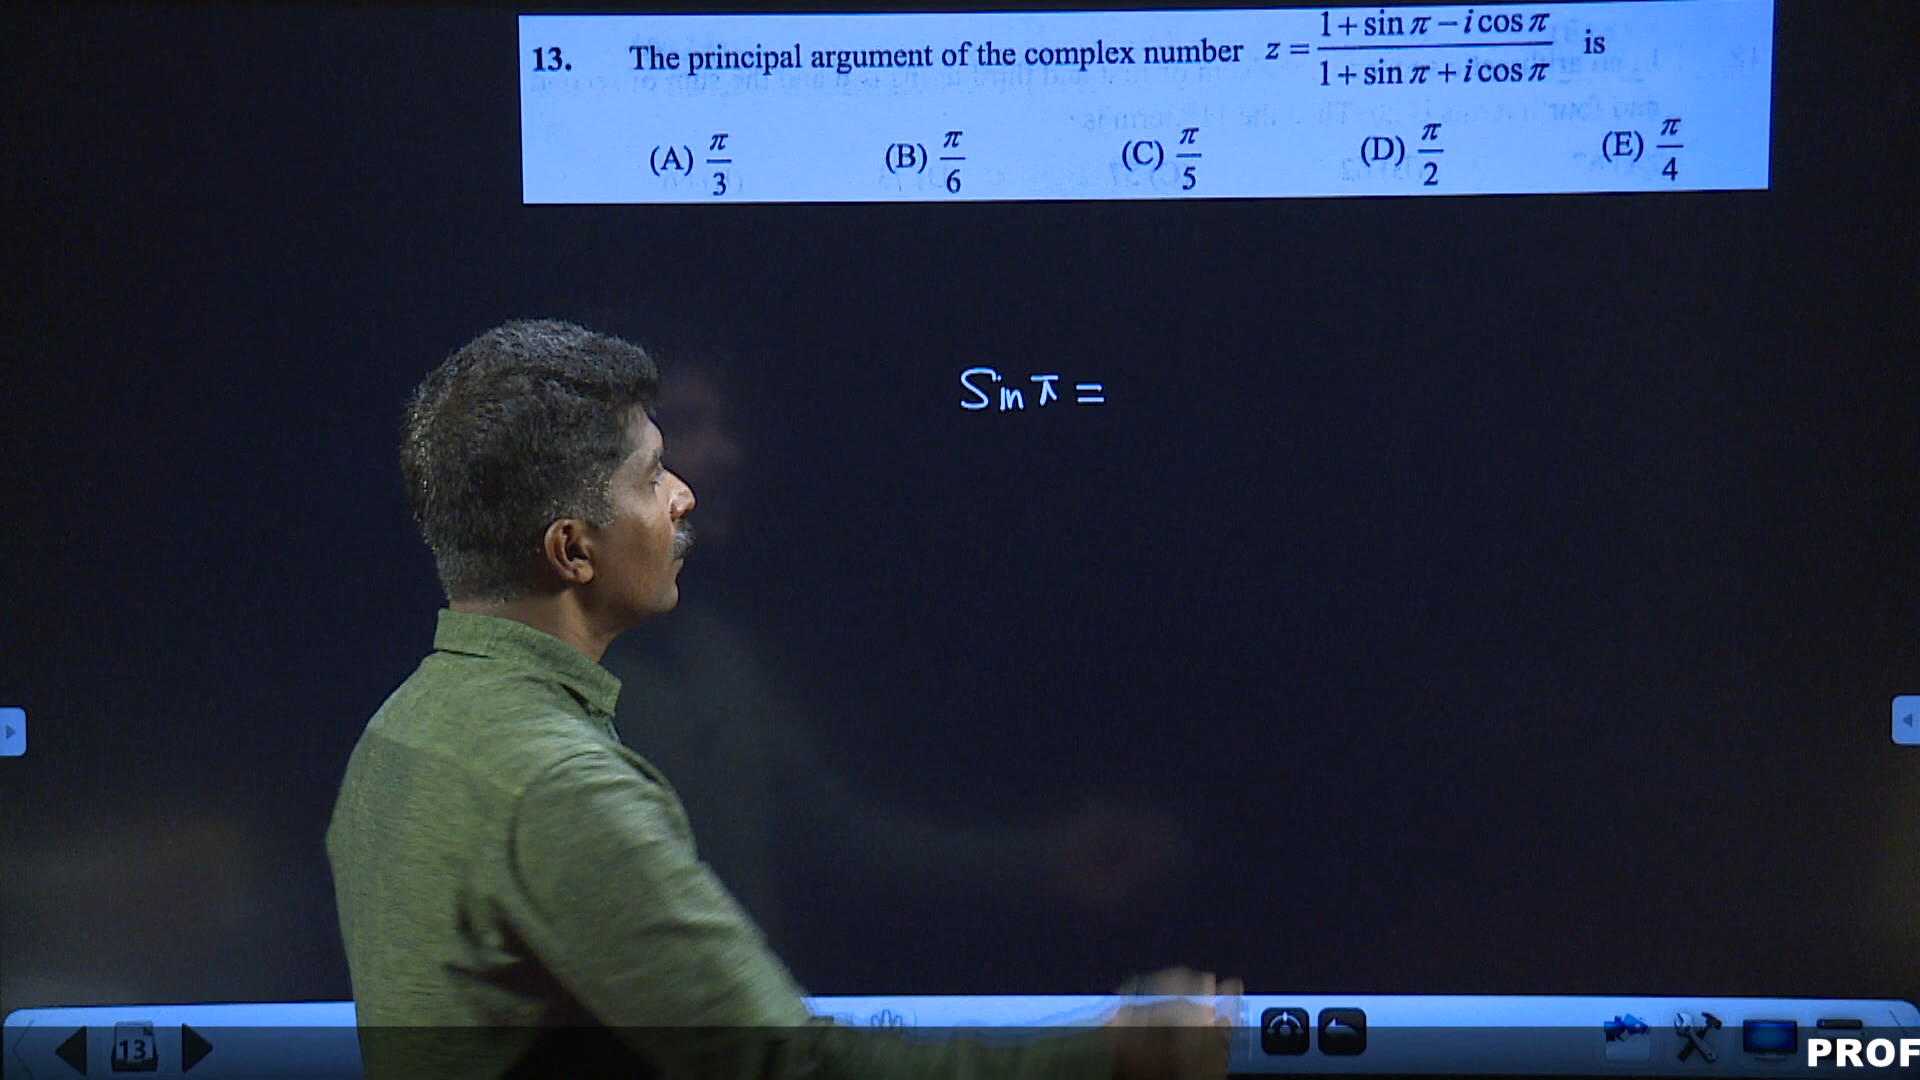 13. The principal argument of the complex number z = (1 + sin π − i cos π) / (1 + sin π + i cos π) is
(A) π/3 (B) π/6 (C) π/5 (D) π/2 (E) π/4
Sin π =
13
PROF